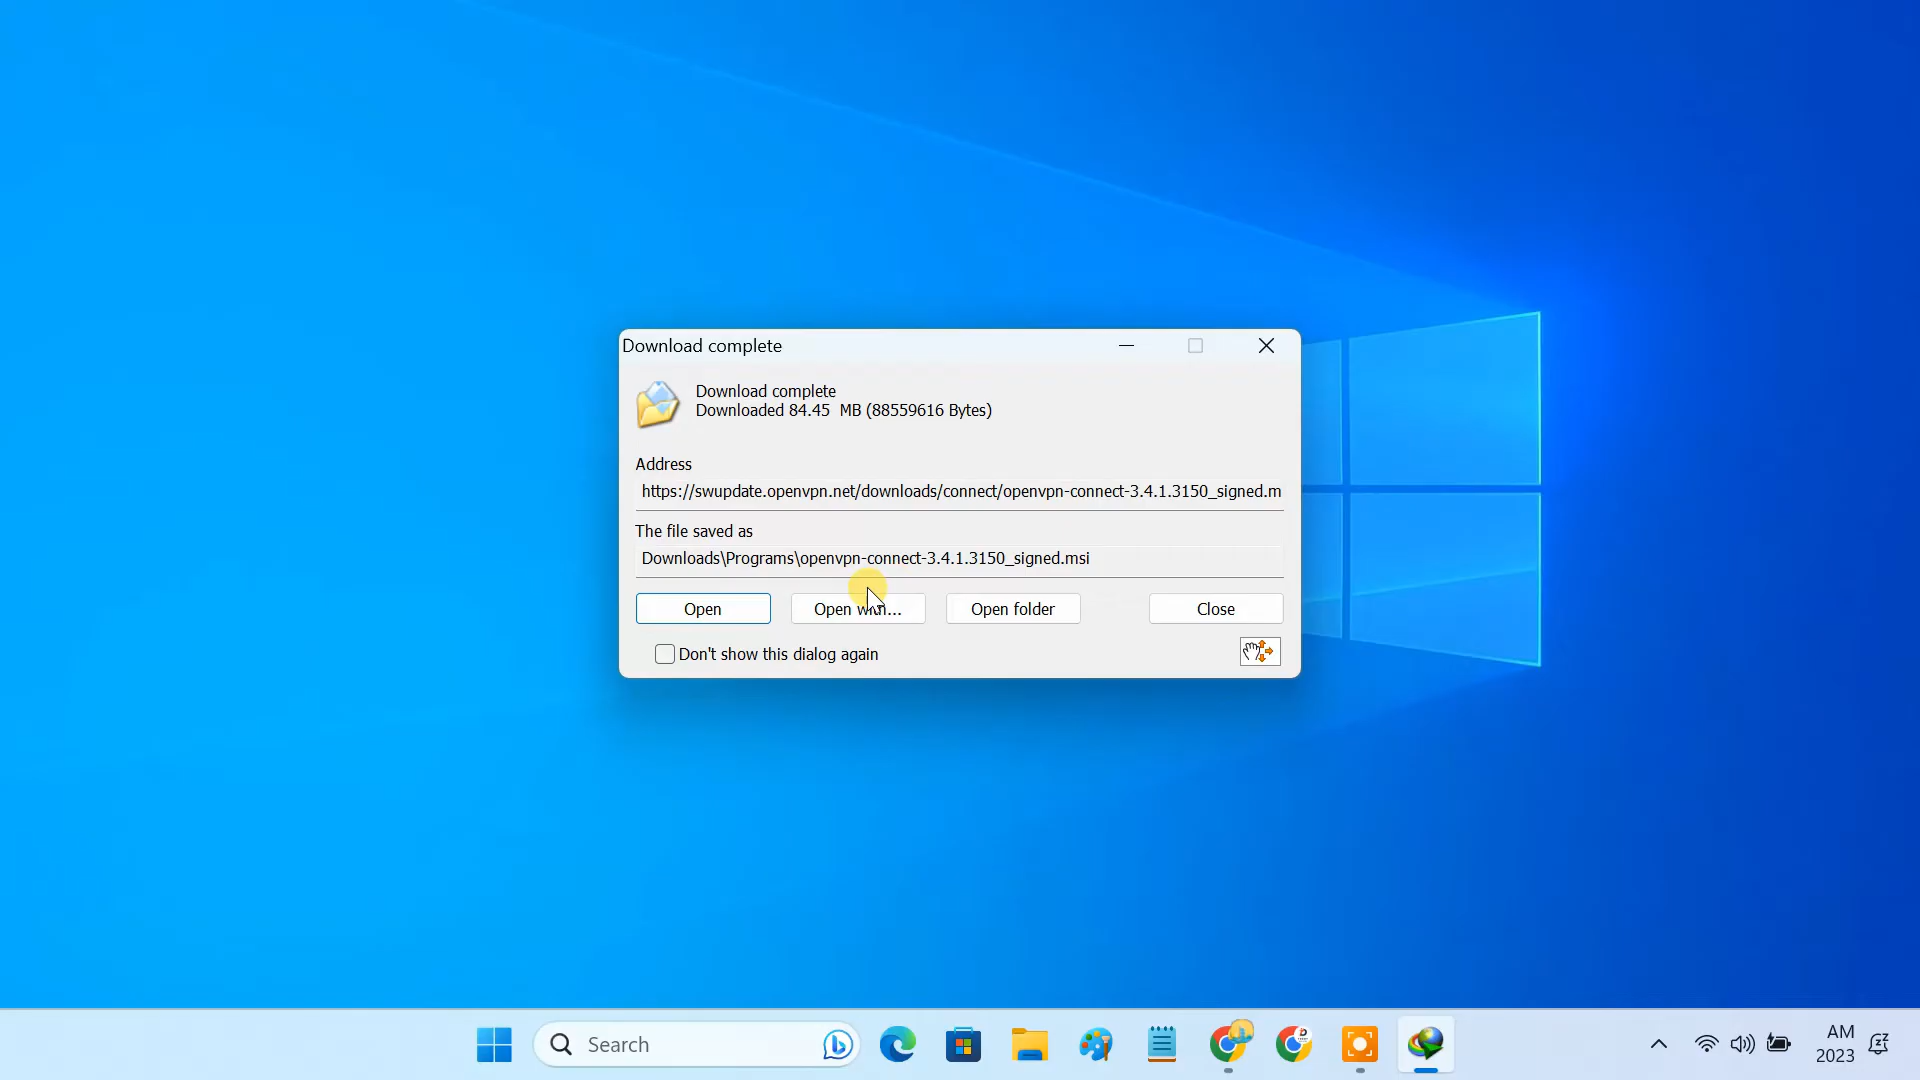 Download complete
Download complete
Downloaded 84.45 MB (88559616 Bytes)
Address
https://swupdate.openvpn.net/downloads/connect/openvpn-connect-3.4.1.3150_signed.m
The file saved as
Downloads\Programs\openvpn-connect-3.4.1.3150_signed.msi
Open Open with... Open folder Close
Don't show this dialog again
Search
AM
2023